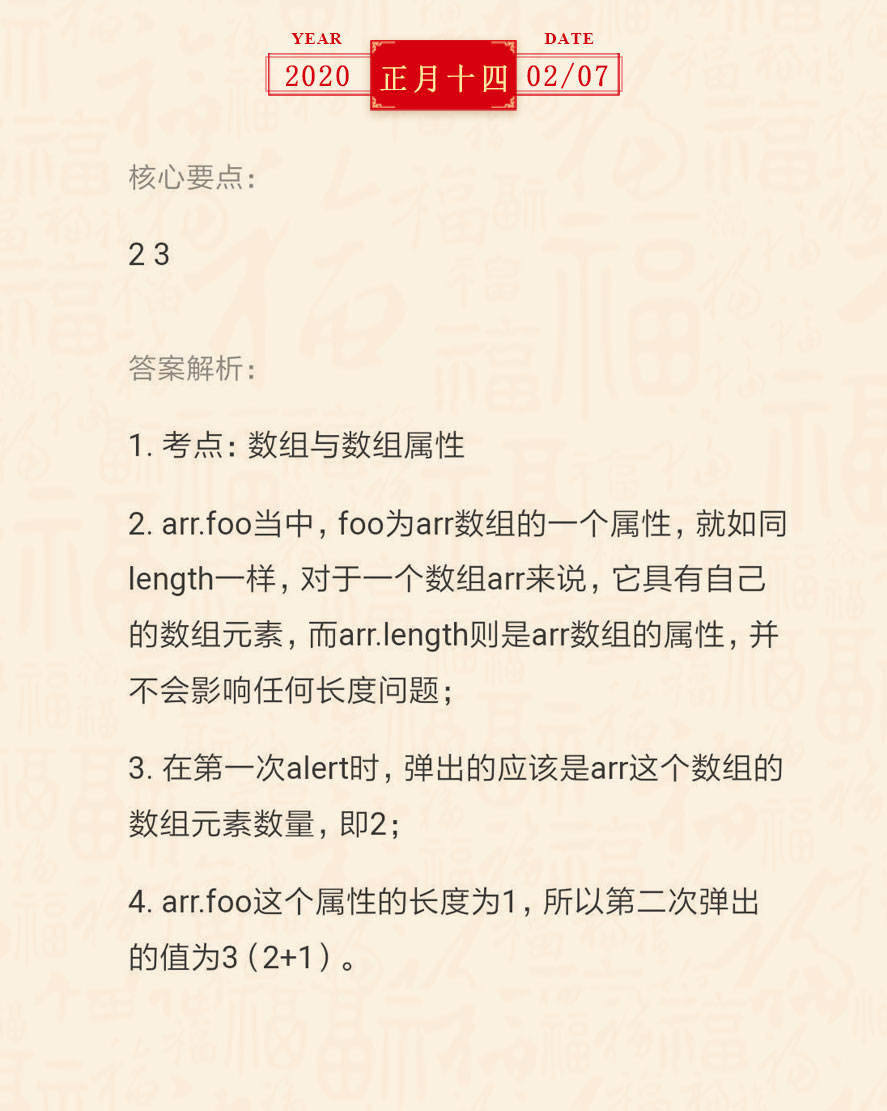 YEAR
DATE
2020
正月十四
02/07
核心要点：
2 3
答案解析：
1. 考点：数组与数组属性
2. arr.foo当中，foo为arr数组的一个属性，就如同
length一样，对于一个数组arr来说，它具有自己
的数组元素，而arr.length则是arr数组的属性，并
不会影响任何长度问题；
3. 在第一次alert时，弹出的应该是arr这个数组的
数组元素数量，即2；
4. arr.foo这个属性的长度为1，所以第二次弹出
的值为3（2+1）。